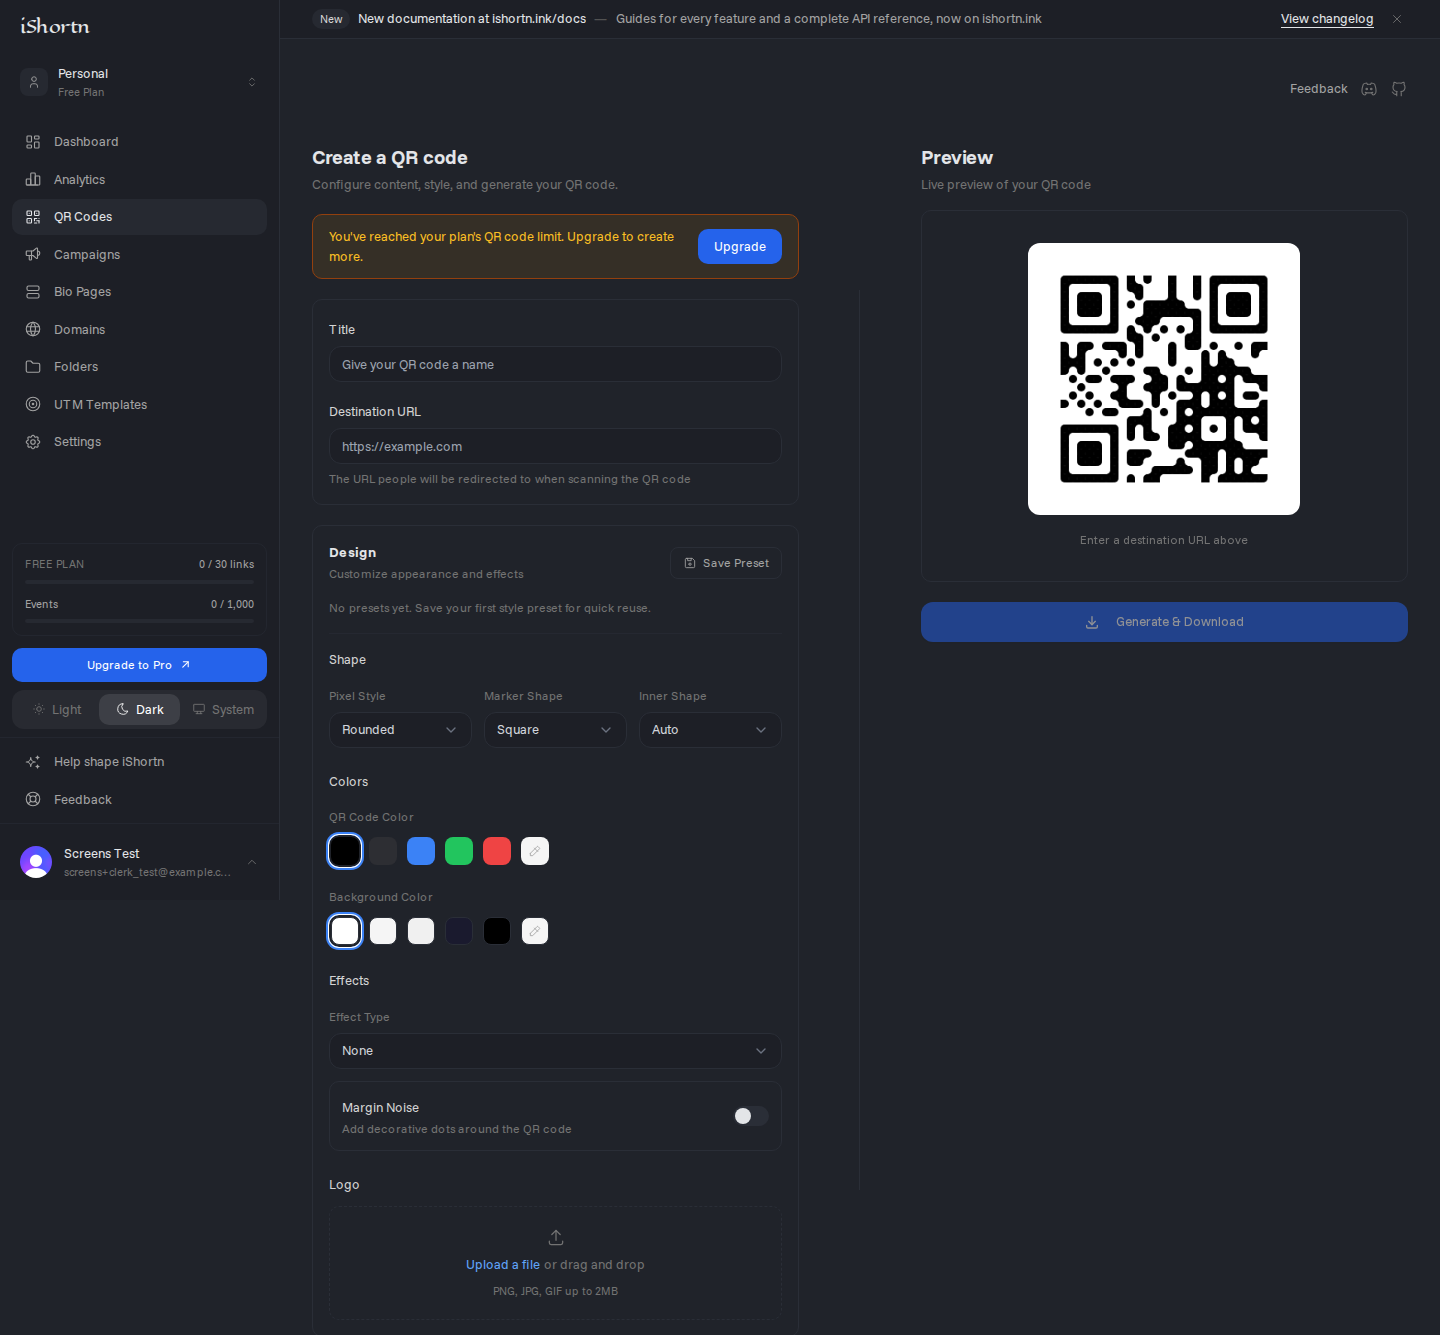 iShortn
Personal
Free Plan
Dashboard
Analytics
QR Codes
Campaigns
Bio Pages
Domains
Folders
UTM Templates
Settings
FREE PLAN 0 / 30 links
Events 0 / 1,000
Upgrade to Pro
Light Dark System
Help shape iShortn
Feedback
Screens Test
screens+clerk_test@example.c...
New New documentation at ishortn.ink/docs — Guides for every feature and a complete API reference, now on ishortn.ink View changelog
Feedback
Create a QR code
Configure content, style, and generate your QR code.
You've reached your plan's QR code limit. Upgrade to create
more.
Upgrade
Title
Give your QR code a name
Destination URL
https://example.com
The URL people will be redirected to when scanning the QR code
Design
Customize appearance and effects
Save Preset
No presets yet. Save your first style preset for quick reuse.
Shape
Pixel Style Marker Shape Inner Shape
Rounded Square Auto
Colors
QR Code Color
Background Color
Effects
Effect Type
None
Margin Noise
Add decorative dots around the QR code
Logo
Upload a file or drag and drop
PNG, JPG, GIF up to 2MB
Preview
Live preview of your QR code
Enter a destination URL above
Generate & Download